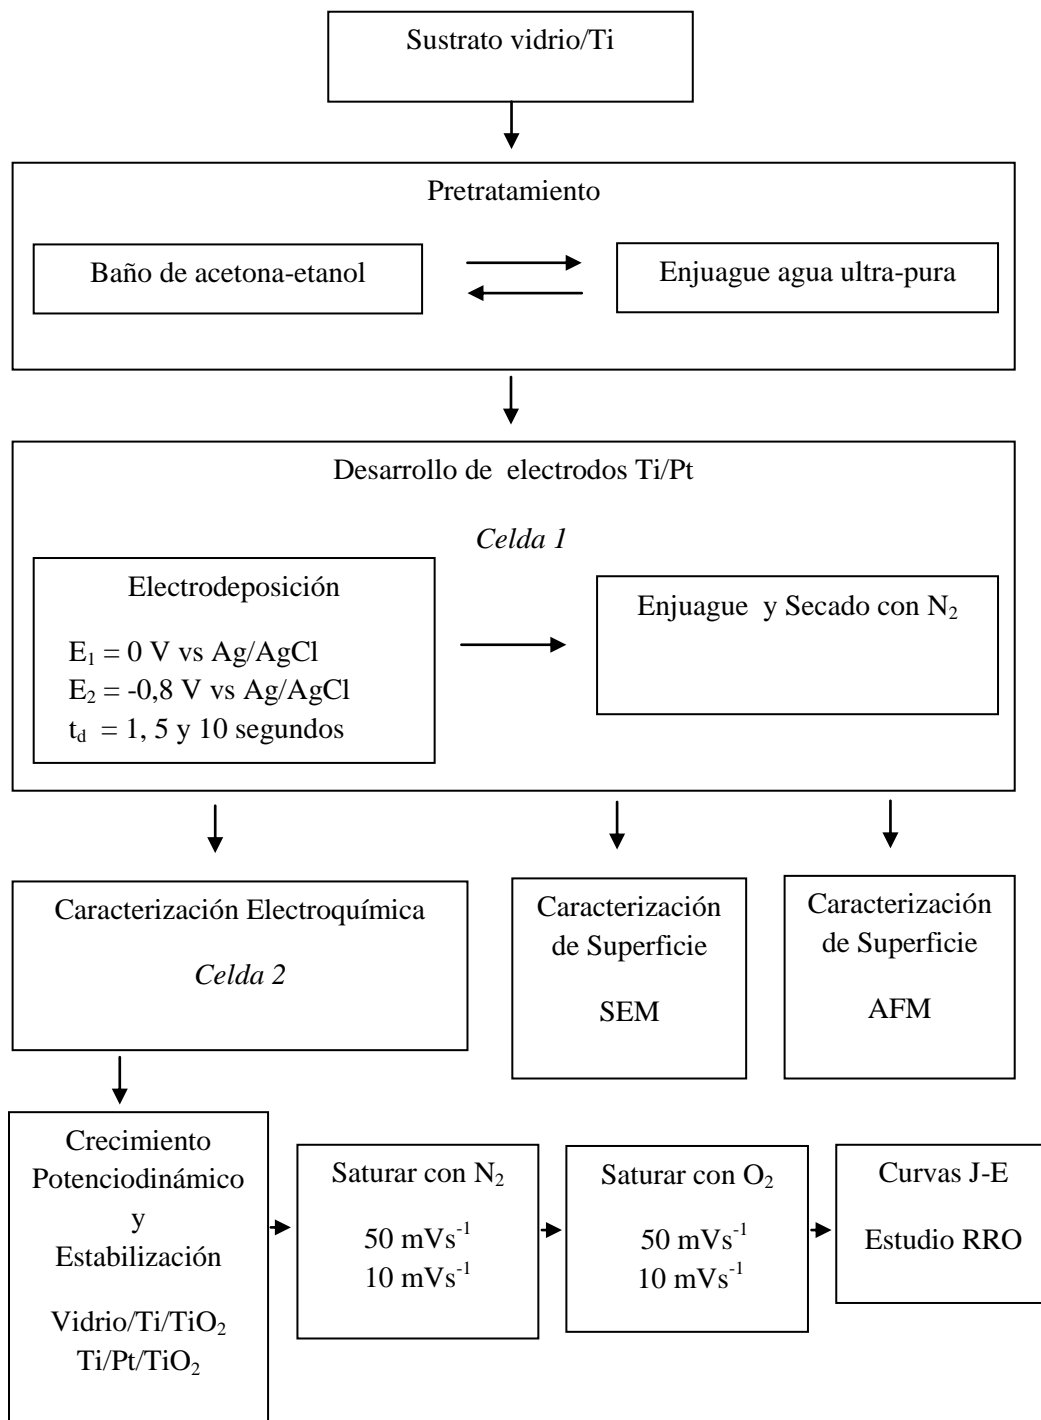 Sustrato vidrio/Ti
Pretratamiento
Baño de acetona-etanol
Enjuague agua ultra-pura
Desarrollo de electrodos Ti/Pt
Celda 1
Electrodeposición
E₁ = 0 V vs Ag/AgCl
E₂ = -0,8 V vs Ag/AgCl
t_d = 1, 5 y 10 segundos
Enjuague y Secado con N₂
Caracterización Electroquímica
Celda 2
Caracterización
de Superficie
SEM
Caracterización
de Superficie
AFM
Crecimiento
Potenciodinámico
y
Estabilización
Vidrio/Ti/TiO₂
Ti/Pt/TiO₂
Saturar con N₂
50 mVs⁻¹
10 mVs⁻¹
Saturar con O₂
50 mVs⁻¹
10 mVs⁻¹
Curvas J-E
Estudio RRO